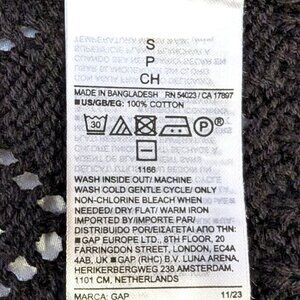 S
P
CH
MADE IN BANGLADESH RN 54023 / CA 17897
■US/GB/EG: 100% COTTON
30 P
1166
WASH INSIDE OUT/ MACHINE
WASH COLD GENTLE CYCLE/ ONLY
NON-CHLORINE BLEACH WHEN
NEEDED/ DRY FLAT/ WARM IRON
IMPORTED BY/IMPORTE PAR/
DISTRIBUIDO POR/EISAGETAI APO:
■GAP EUROPE LTD., 8TH FLOOR, 20
FARRINGDON STREET, LONDON, EC4A
4AB, UK ■GAP (RHC) B.V. LUNA ARENA,
HERIKERBERGWEG 238 AMSTERDAM,
1101 CM, NETHERLANDS
MARCA: GAP 11/23